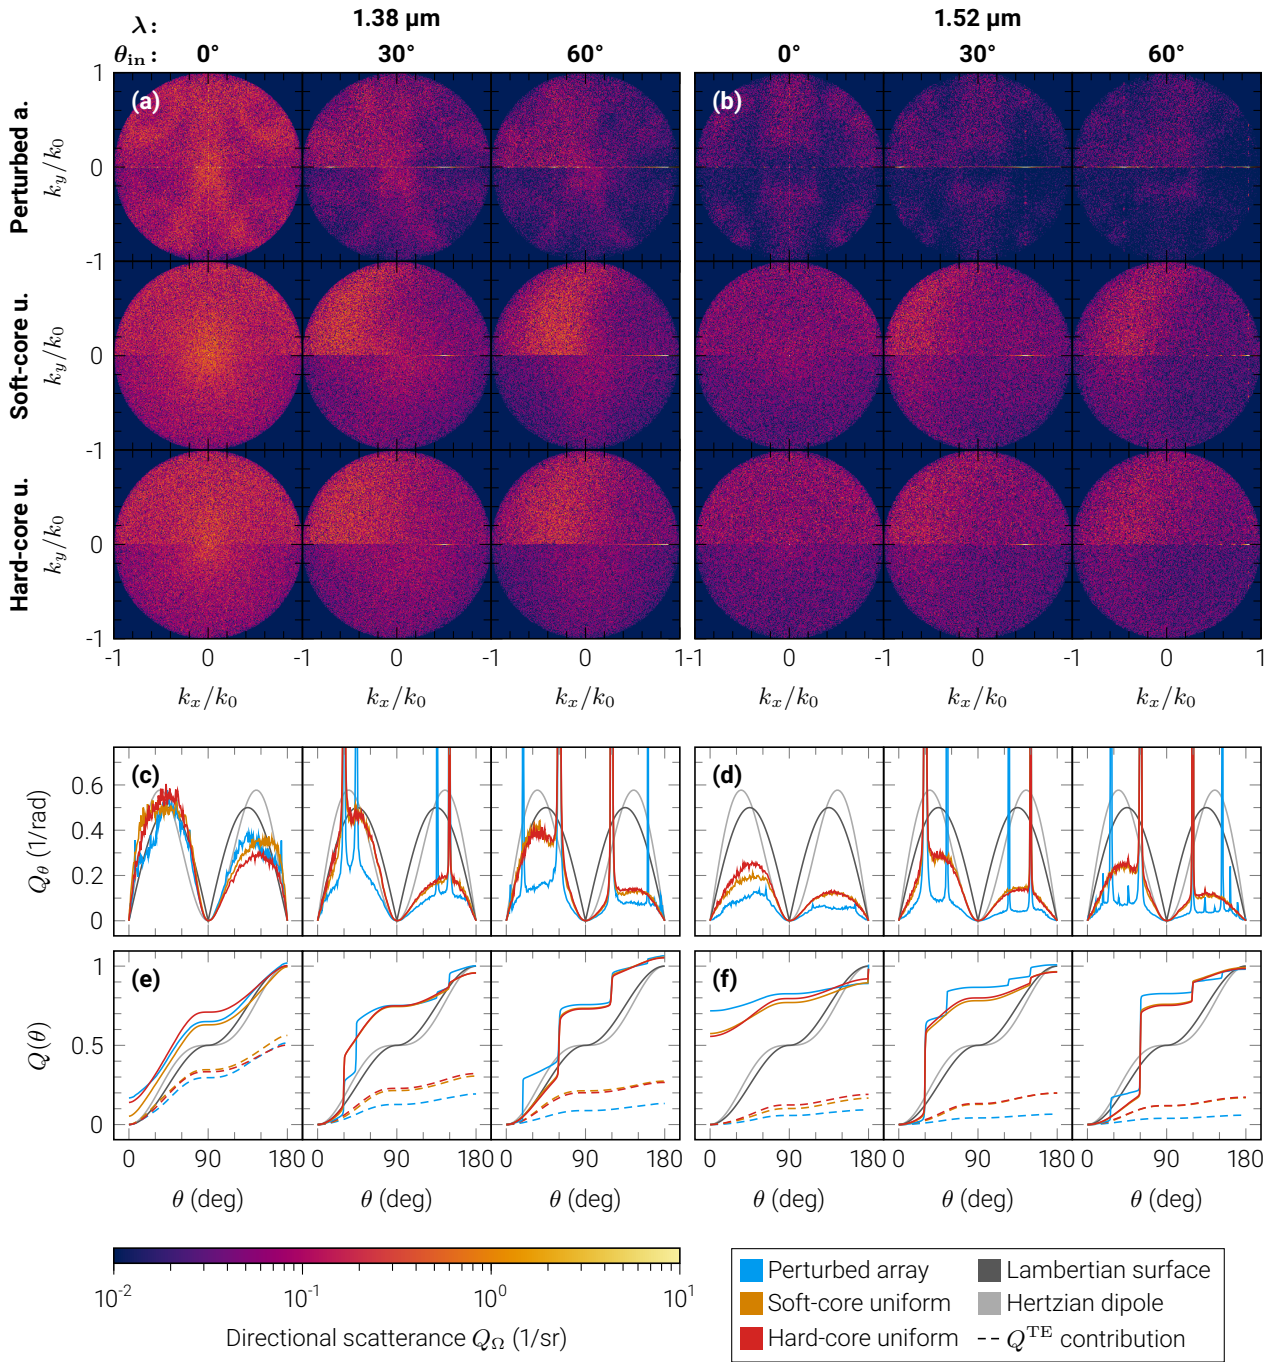 λ: 1.38 µm 1.52 µm
θin: 0° 30° 60° 0° 30° 60°
Perturbed a.
ky/k0
1
0
-1
(a)
(b)
Soft-core u.
ky/k0
0
-1
Hard-core u.
ky/k0
0
-1
-1 0 1 -1 0 1 -1 0 1 -1 0 1 -1 0 1 -1 0 1
kx/k0 kx/k0 kx/k0 kx/k0 kx/k0 kx/k0
Qθ (1/rad)
0.6
0.4
0.2
0
(c)
(d)
Q(θ)
1
0.5
0
(e)
(f)
0 90 180 0 90 180 0 90 180 0 90 180 0 90 180 0 90 180
θ (deg) θ (deg) θ (deg) θ (deg) θ (deg) θ (deg)
10-2 10-1 100 101
Directional scatterance QΩ (1/sr)
Perturbed array
Soft-core uniform
Hard-core uniform
Lambertian surface
Hertzian dipole
QTE contribution